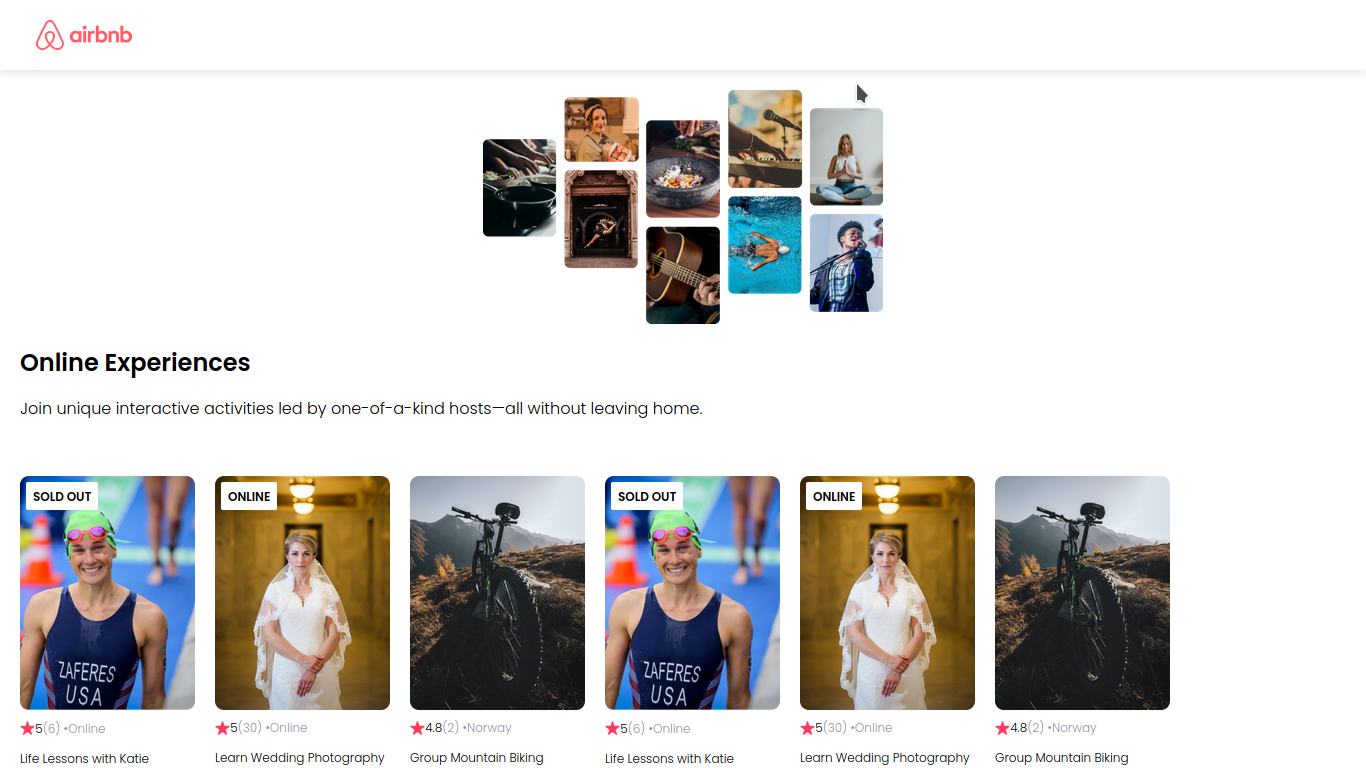 airbnb
Online Experiences
Join unique interactive activities led by one-of-a-kind hosts—all without leaving home.
SOLD OUT
ZAFERES
USA
5(6) •Online
Life Lessons with Katie
ONLINE
5(30) •Online
Learn Wedding Photography
4.8(2) •Norway
Group Mountain Biking
SOLD OUT
ZAFERES
USA
5(6) •Online
Life Lessons with Katie
ONLINE
5(30) •Online
Learn Wedding Photography
4.8(2) •Norway
Group Mountain Biking